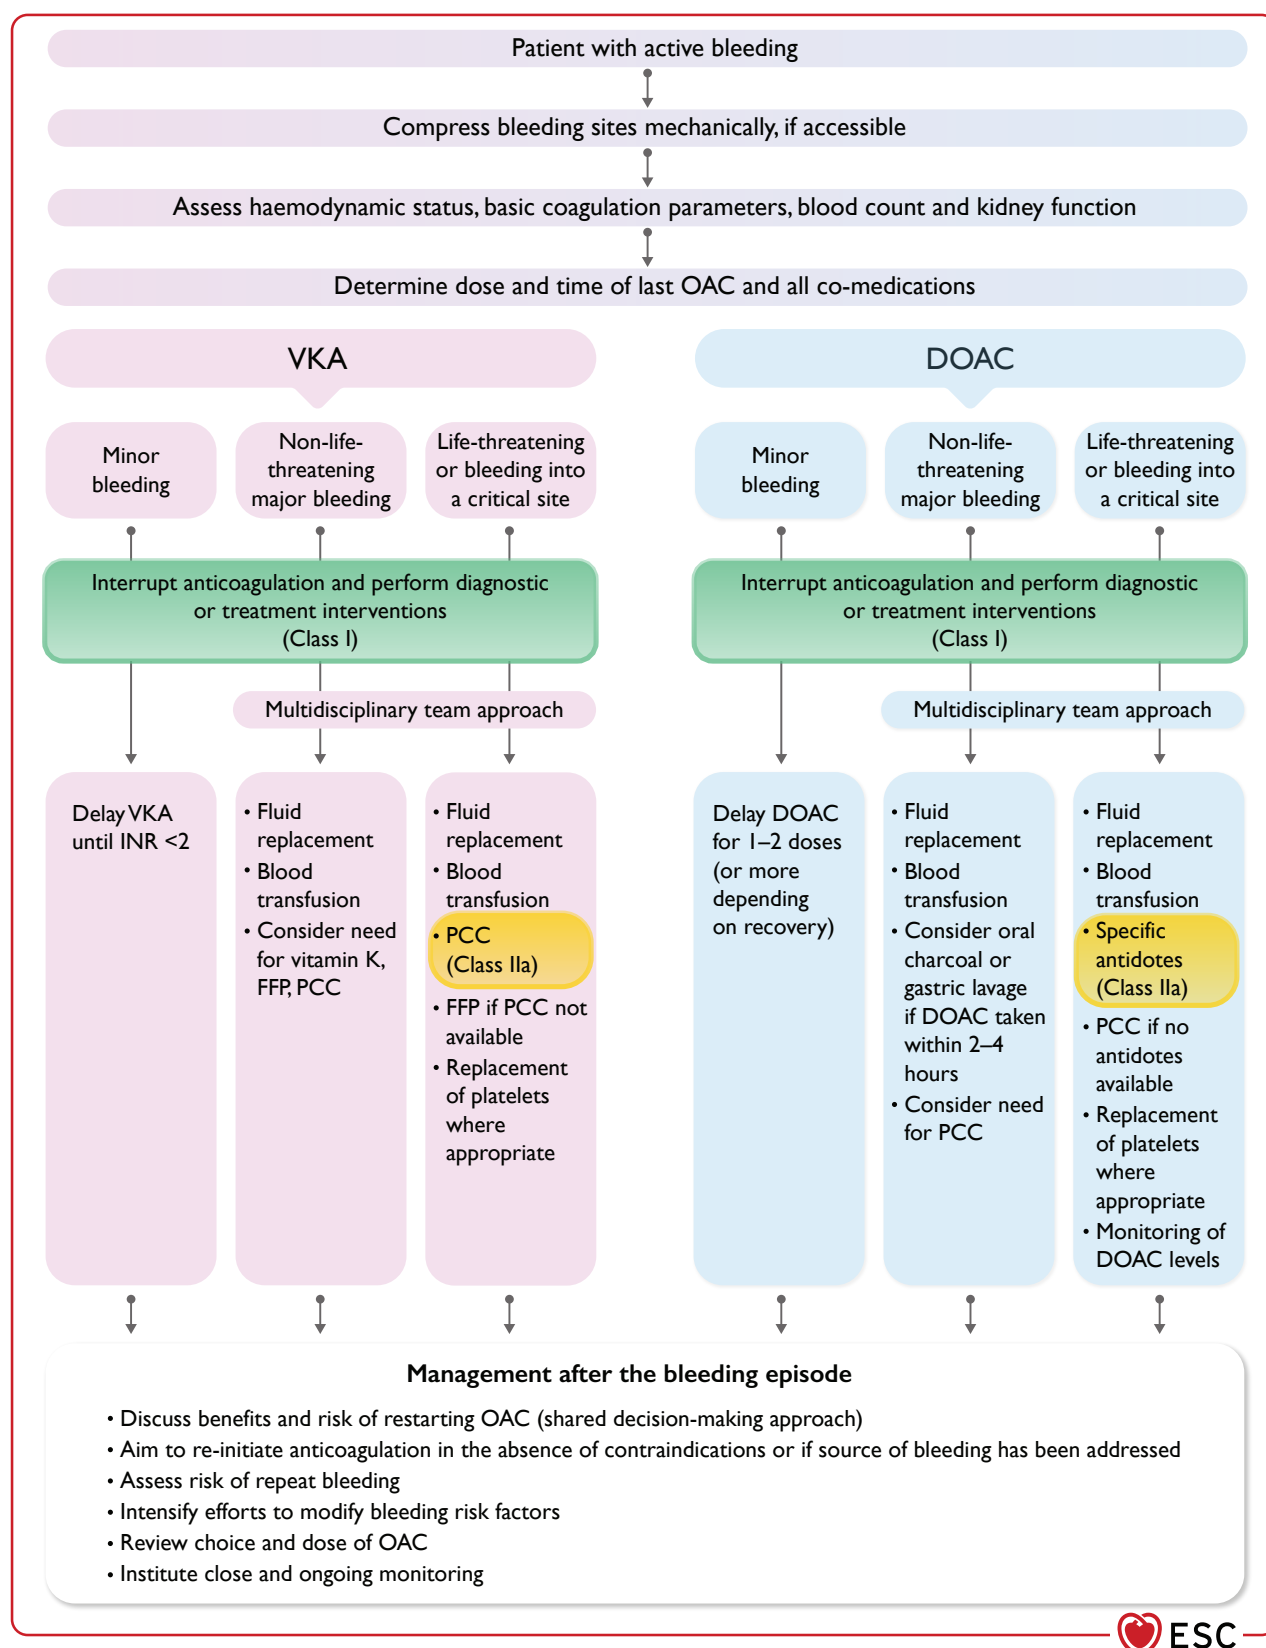 Patient with active bleeding
Compress bleeding sites mechanically, if accessible
Assess haemodynamic status, basic coagulation parameters, blood count and kidney function
Determine dose and time of last OAC and all co-medications
VKA
Minor
bleeding
Non-life-
threatening
major bleeding
Life-threatening
or bleeding into
a critical site
Interrupt anticoagulation and perform diagnostic
or treatment interventions
(Class I)
Multidisciplinary team approach
Delay VKA
until INR <2
• Fluid
replacement
• Blood
transfusion
• Consider need
for vitamin K,
FFP, PCC
• Fluid
replacement
• Blood
transfusion
• PCC
(Class IIa)
• FFP if PCC not
available
• Replacement
of platelets
where
appropriate
DOAC
Minor
bleeding
Non-life-
threatening
major bleeding
Life-threatening
or bleeding into
a critical site
Interrupt anticoagulation and perform diagnostic
or treatment interventions
(Class I)
Multidisciplinary team approach
Delay DOAC
for 1–2 doses
(or more
depending
on recovery)
• Fluid
replacement
• Blood
transfusion
• Consider oral
charcoal or
gastric lavage
if DOAC taken
within 2–4
hours
• Consider need
for PCC
• Fluid
replacement
• Blood
transfusion
• Specific
antidotes
(Class IIa)
• PCC if no
antidotes
available
• Replacement
of platelets
where
appropriate
• Monitoring of
DOAC levels
Management after the bleeding episode
• Discuss benefits and risk of restarting OAC (shared decision-making approach)
• Aim to re-initiate anticoagulation in the absence of contraindications or if source of bleeding has been addressed
• Assess risk of repeat bleeding
• Intensify efforts to modify bleeding risk factors
• Review choice and dose of OAC
• Institute close and ongoing monitoring
ESC